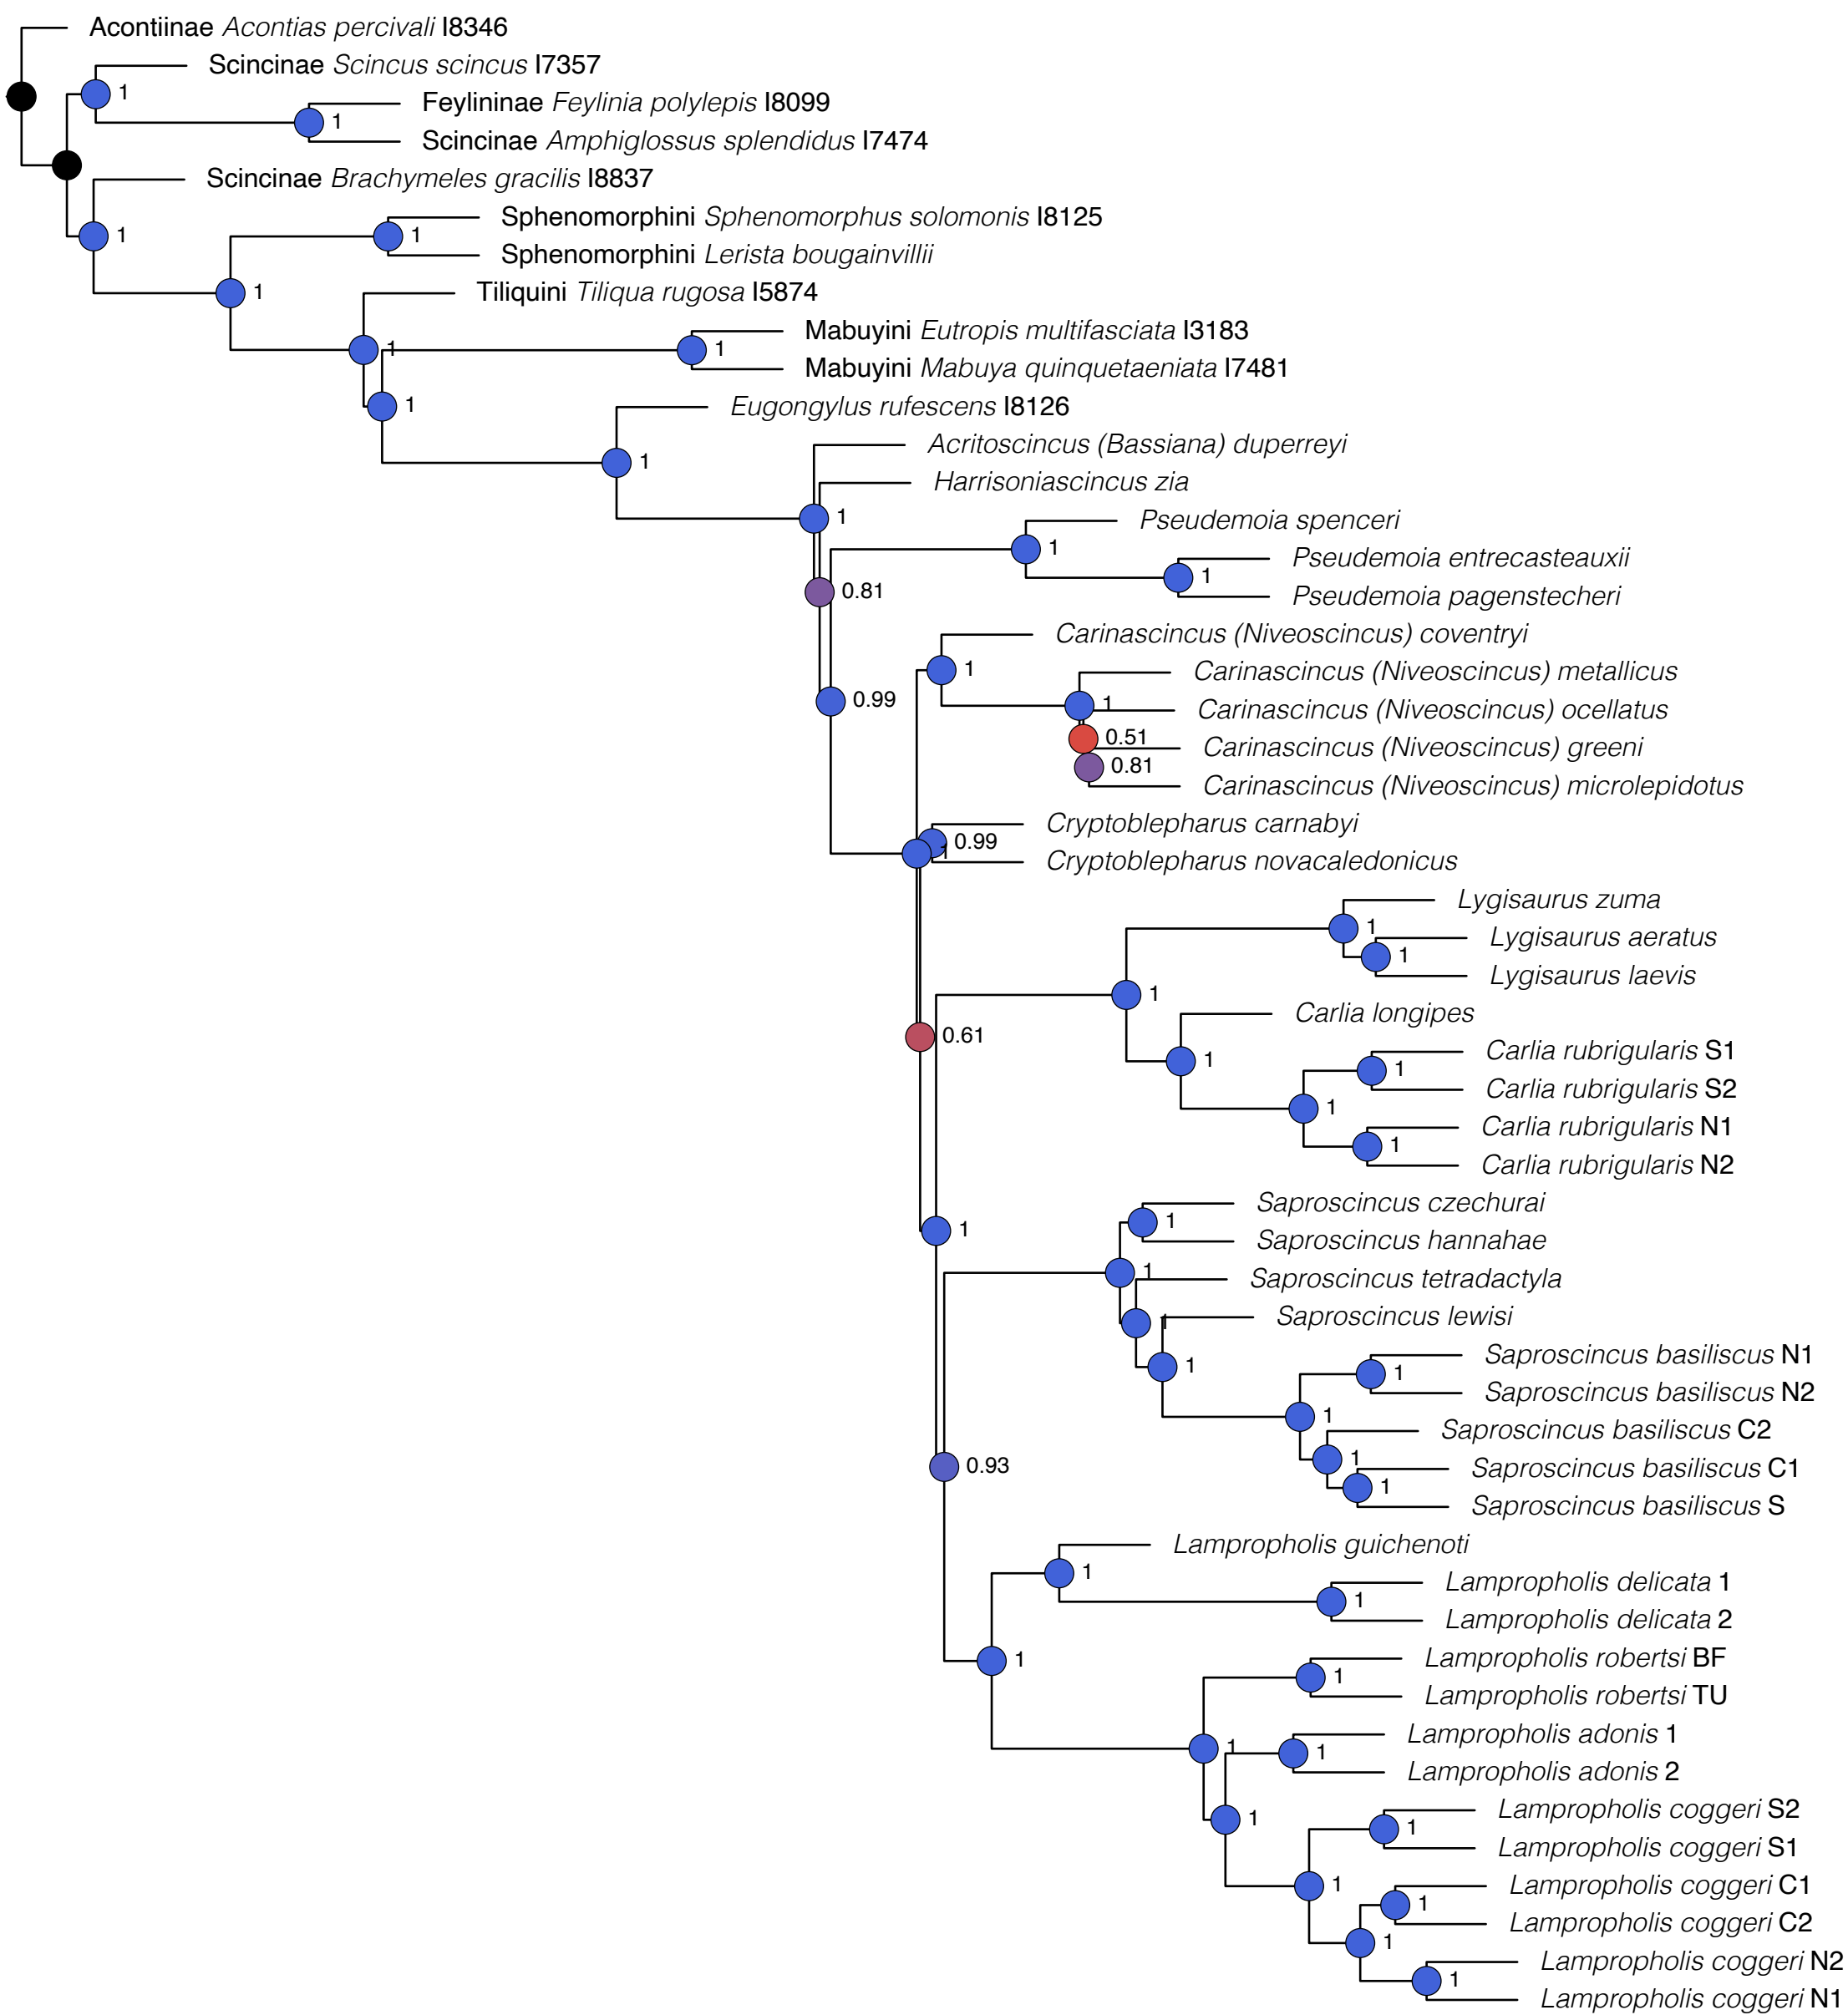 Acontiinae Acontias percivali I8346
Scincinae Scincus scincus I7357
1
Feylininae Feylinia polylepis I8099
1
Scincinae Amphiglossus splendidus I7474
Scincinae Brachymeles gracilis I8837
Sphenomorphini Sphenomorphus solomonis I8125
1
1
Sphenomorphini Lerista bougainvillii
1
Tiliquini Tiliqua rugosa I5874
Mabuyini Eutropis multifasciata I3183
1
1
Mabuyini Mabuya quinquetaeniata I7481
1
Eugongylus rufescens I8126
Acritoscincus (Bassiana) duperreyi
1
Harrisoniascincus zia
1
Pseudemoia spenceri
1
Pseudemoia entrecasteauxii
1
0.81
Pseudemoia pagenstecheri
Carinascincus (Niveoscincus) coventryi
1
Carinascincus (Niveoscincus) metallicus
0.99
1
Carinascincus (Niveoscincus) ocellatus
0.51
Carinascincus (Niveoscincus) greeni
0.81
Carinascincus (Niveoscincus) microlepidotus
Cryptoblepharus carnabyi
0.99
1
Cryptoblepharus novacaledonicus
Lygisaurus zuma
1
Lygisaurus aeratus
1
Lygisaurus laevis
1
Carlia longipes
0.61
Carlia rubrigularis S1
1
1
Carlia rubrigularis S2
1
Carlia rubrigularis N1
1
Carlia rubrigularis N2
Saproscincus czechurai
1
1
Saproscincus hannahae
1
Saproscincus tetradactyla
Saproscincus lewisi
1
Saproscincus basiliscus N1
1
1
Saproscincus basiliscus N2
1
Saproscincus basiliscus C2
1
0.93
Saproscincus basiliscus C1
1
Saproscincus basiliscus S
Lampropholis guichenoti
1
Lampropholis delicata 1
1
Lampropholis delicata 2
1
Lampropholis robertsi BF
1
Lampropholis robertsi TU
Lampropholis adonis 1
1
1
Lampropholis adonis 2
Lampropholis coggeri S2
1
1
Lampropholis coggeri S1
1
Lampropholis coggeri C1
1
Lampropholis coggeri C2
1
Lampropholis coggeri N2
1
Lampropholis coggeri N1